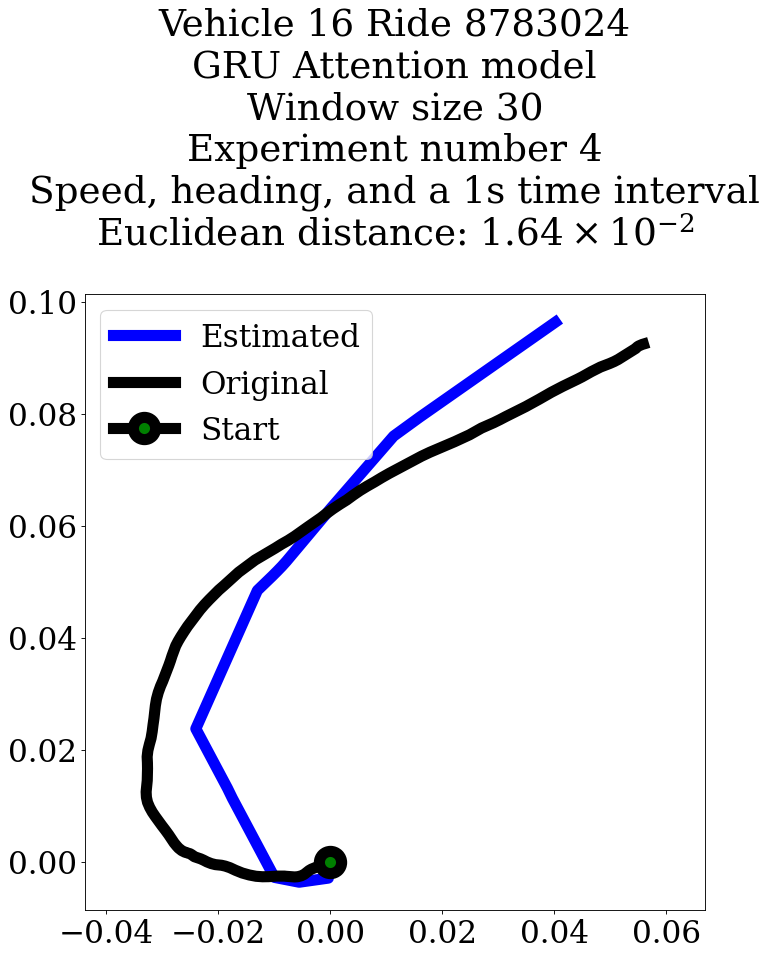 Vehicle 16 Ride 8783024
GRU Attention model
Window size 30
Experiment number 4
Speed, heading, and a 1s time interval
Euclidean distance: 1.64 × 10⁻²
0.10
0.08
0.06
0.04
0.02
0.00
Estimated
Original
Start
−0.04 −0.02 0.00 0.02 0.04 0.06